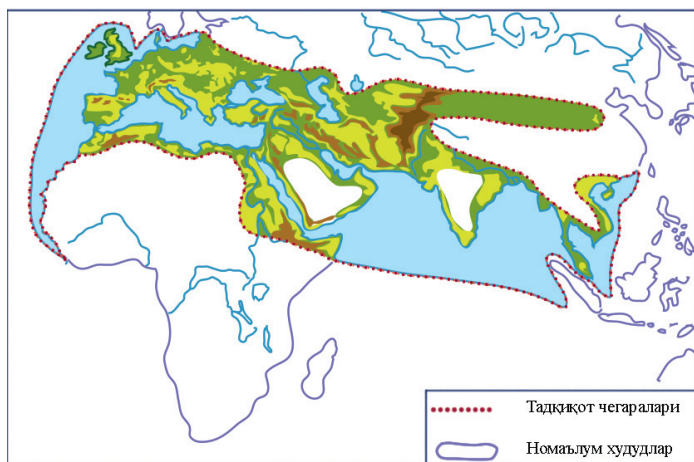 Тадқиқот чегаралари
Номаълум худудлар